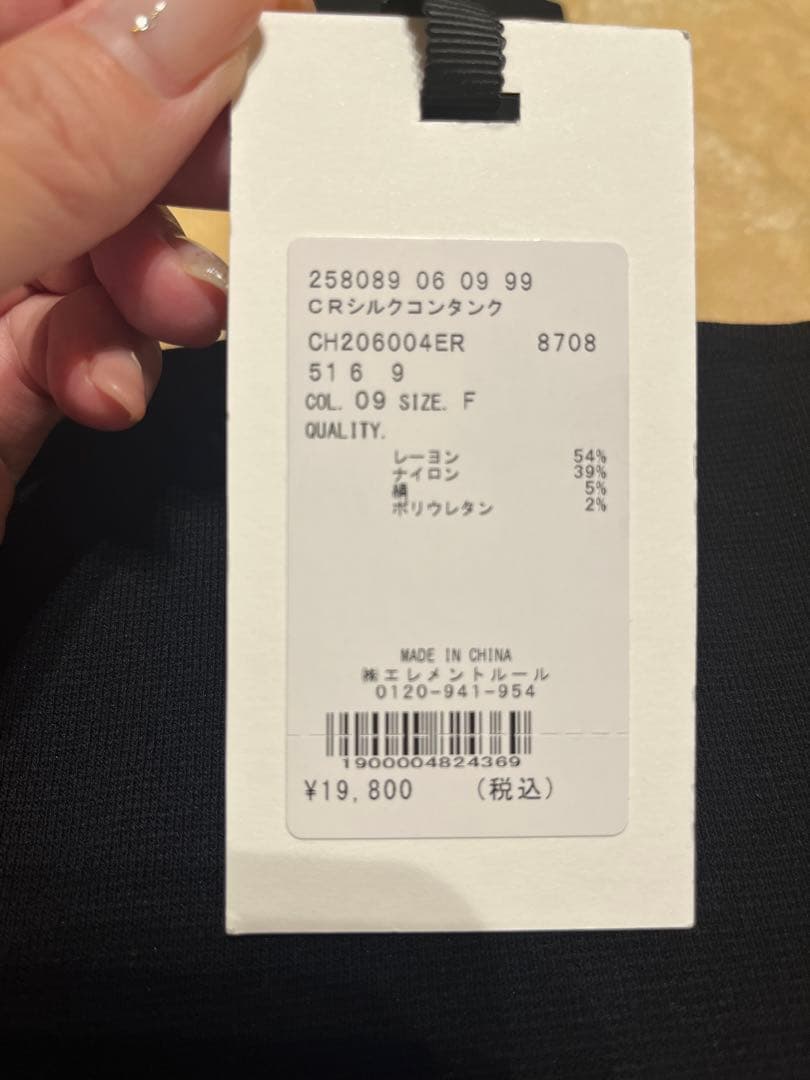 258089 06 09 99
CRシルクコンタンク
CH206004ER 8708
51 6 9
COL. 09 SIZE. F
QUALITY.
レーヨン 54%
ナイロン 39%
絹 5%
ポリウレタン 2%
MADE IN CHINA
㈱エレメントルール
0120-941-954
1900004824369
¥19,800 (税込)